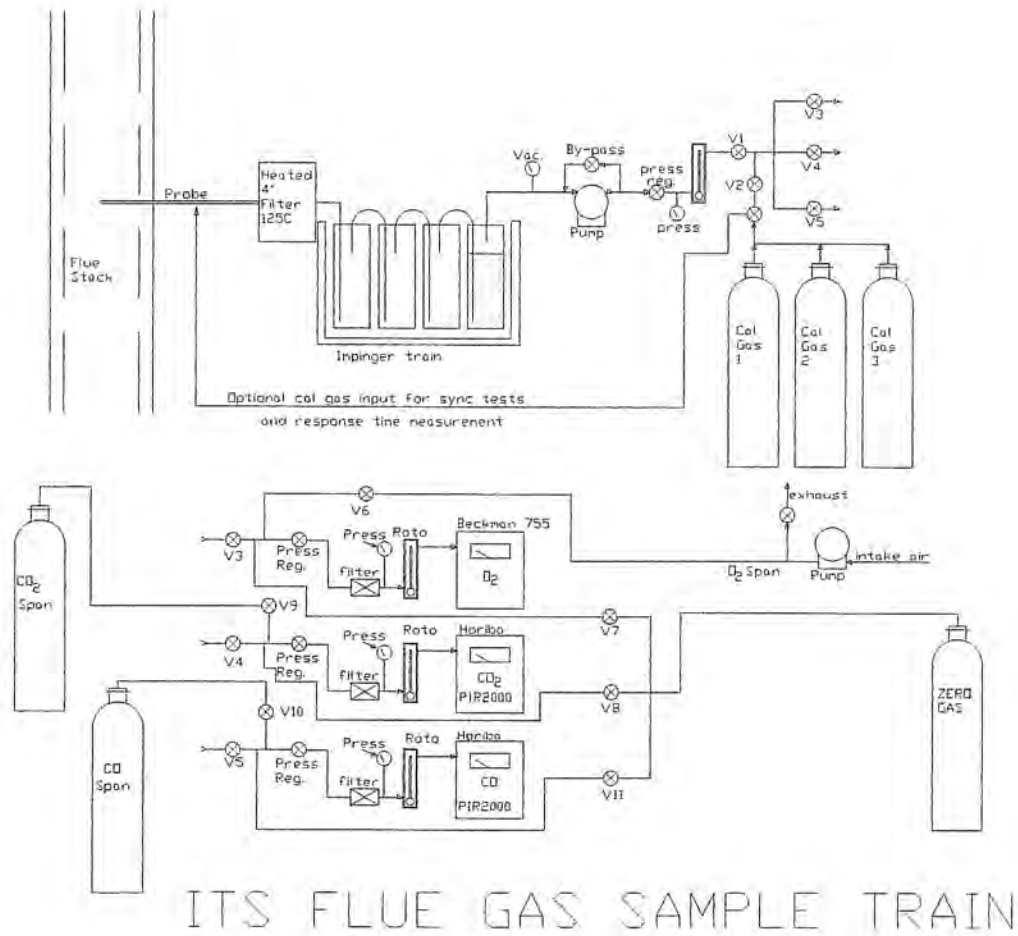 V3
V1
By-pass
Vac.
press
reg.
V4
V2
Heated
4"
Filter
125C
Probe
Pump
press
V5
Flue
Stack
Cal
Gas
1
Cal
Gas
2
Cal
Gas
3
Impinger train
Optional cal gas input for sync tests
and response time measurement
exhaust
V6
Beckman 755
Press
Roto
V3
Press
Reg.
filter
O2
O2 Span
Pump
intake air
CO2
Span
V9
V7
Press
Roto
Horiba
V4
Press
Reg.
filter
CO2
PIR2000
V8
ZERO
GAS
V10
Press
Roto
Horiba
V5
Press
Reg.
filter
CO
PIR2000
V11
CO
Span
ITS FLUE GAS SAMPLE TRAIN